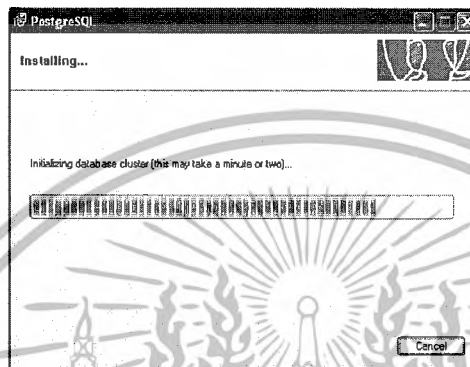 PostgreSQL
Installing...
Initializing database cluster (this may take a minute or two)...
Cancel